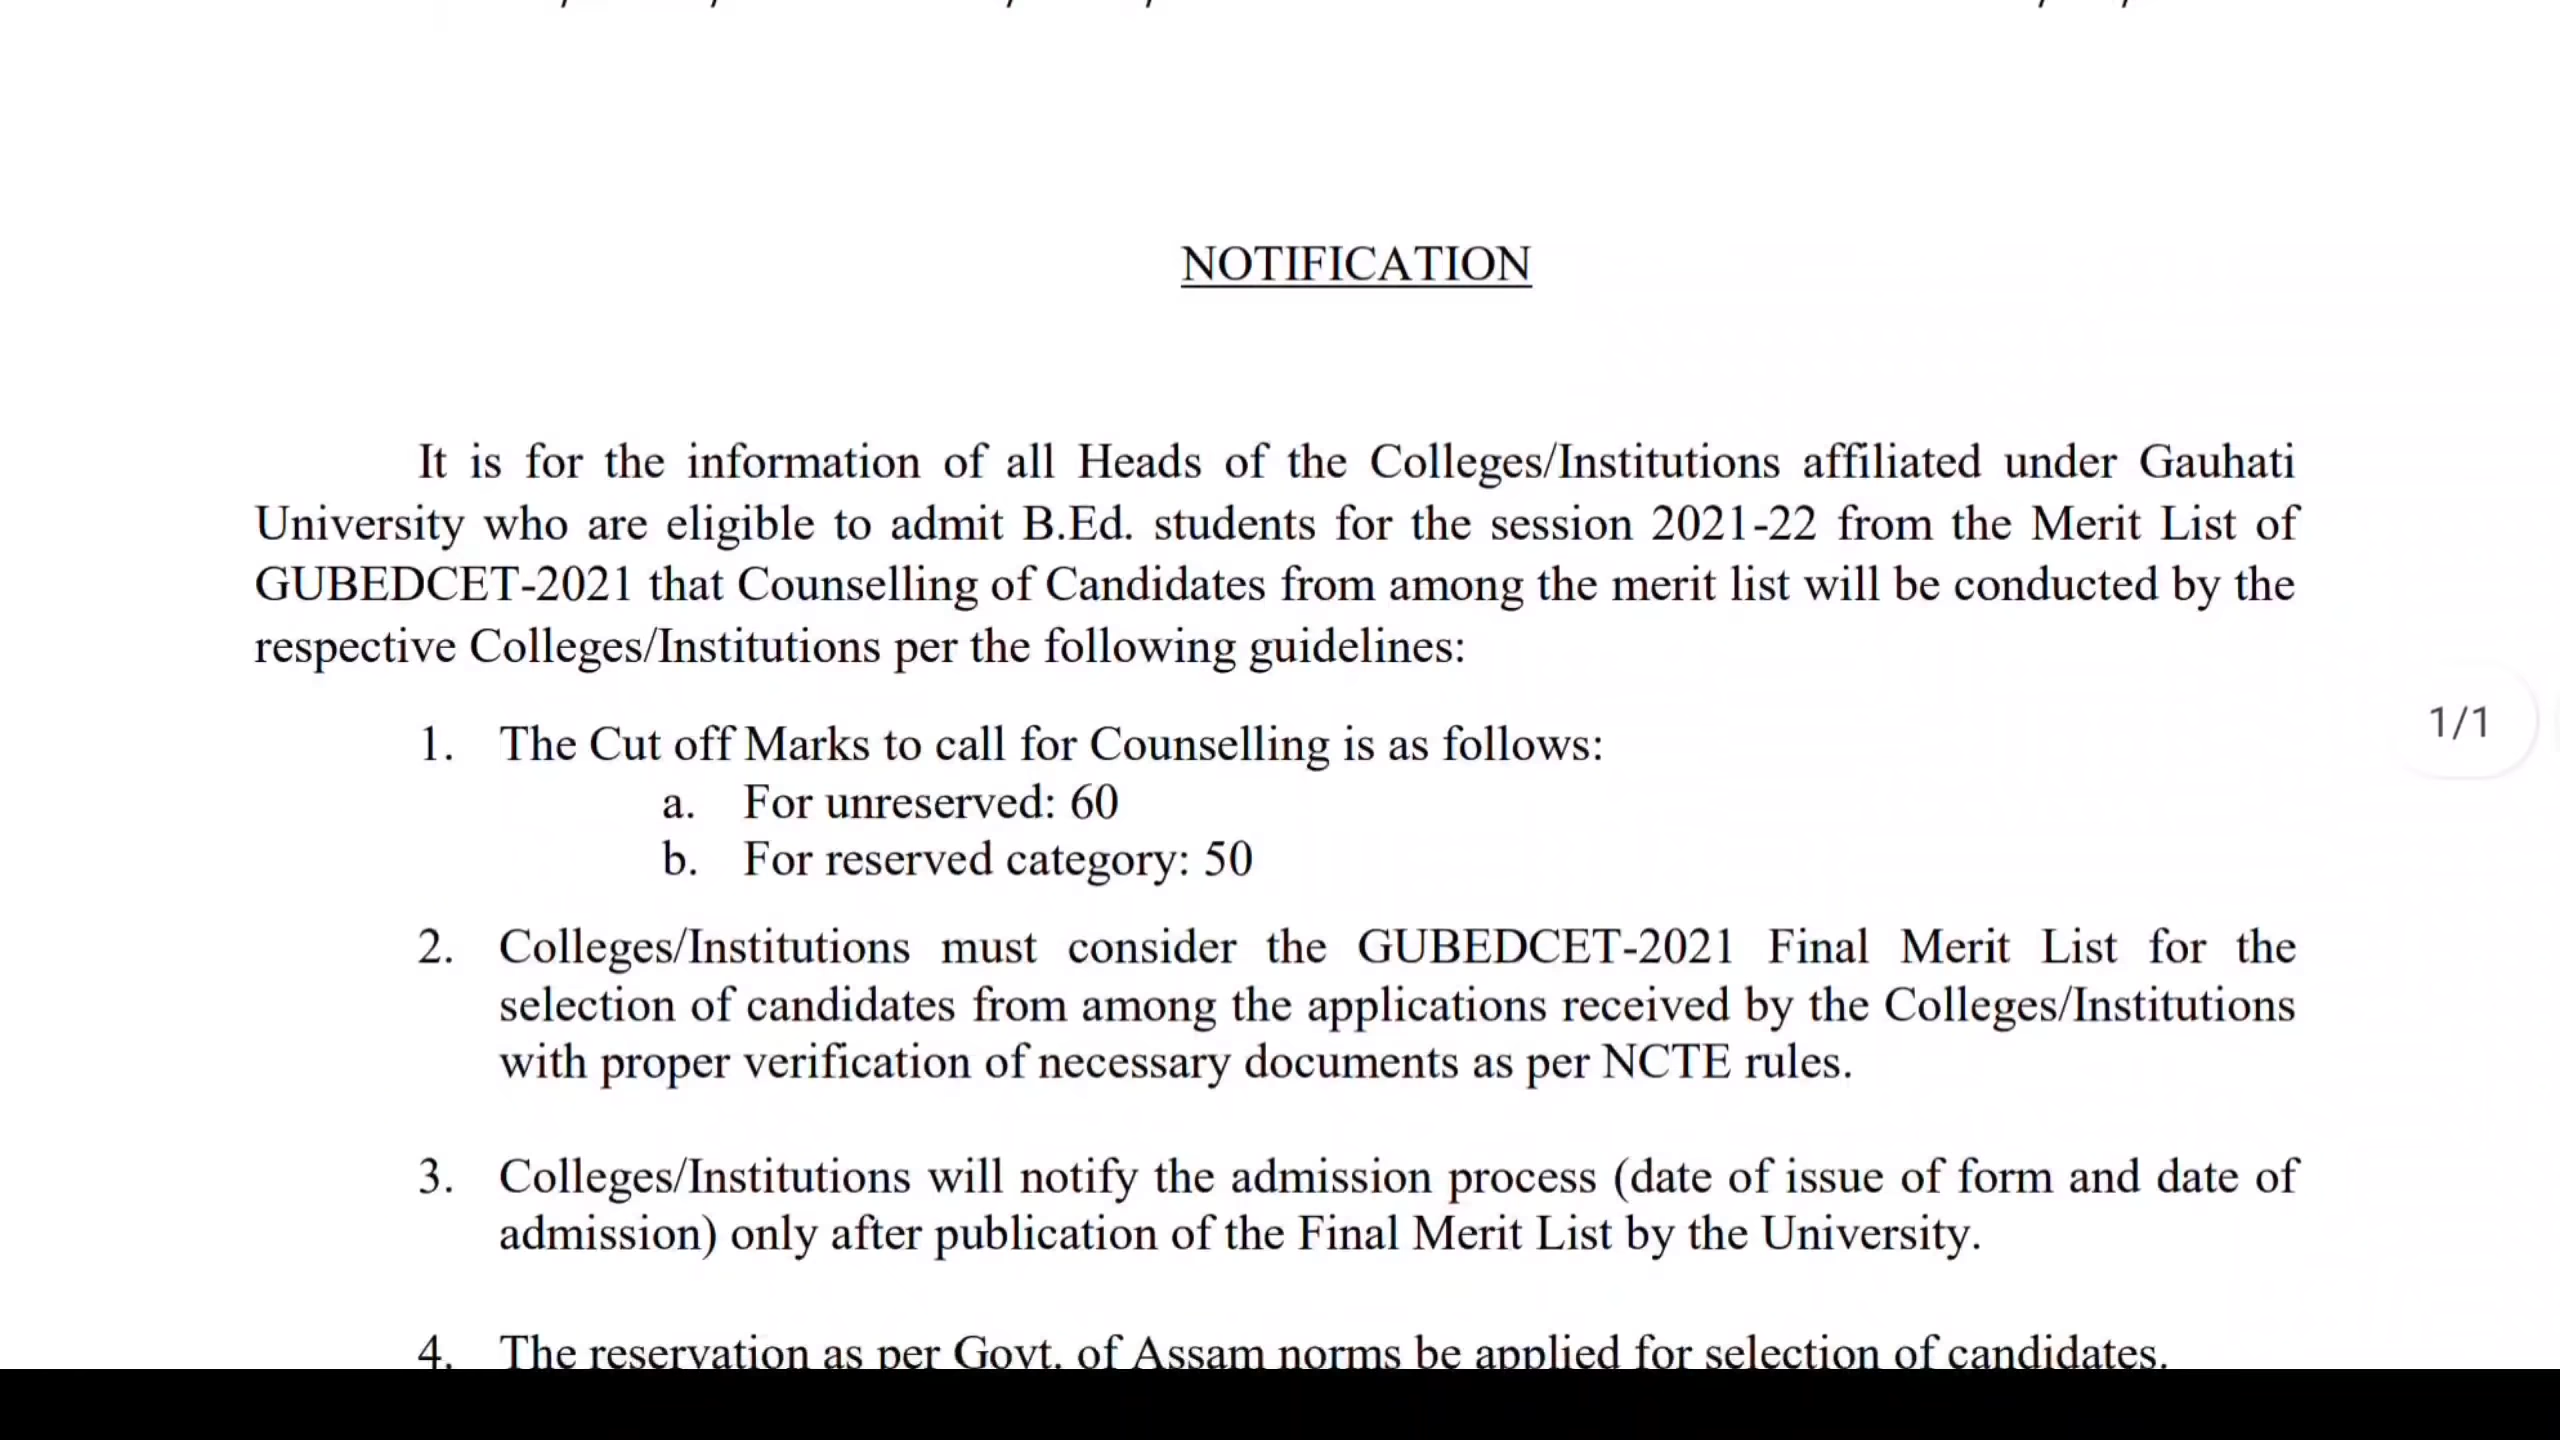 NOTIFICATION
It is for the information of all Heads of the Colleges/Institutions affiliated under Gauhati
University who are eligible to admit B.Ed. students for the session 2021-22 from the Merit List of
GUBEDCET-2021 that Counselling of Candidates from among the merit list will be conducted by the
respective Colleges/Institutions per the following guidelines:
1. The Cut off Marks to call for Counselling is as follows:
a. For unreserved: 60
b. For reserved category: 50
1/1
2. Colleges/Institutions must consider the GUBEDCET-2021 Final Merit List for the
selection of candidates from among the applications received by the Colleges/Institutions
with proper verification of necessary documents as per NCTE rules.
3. Colleges/Institutions will notify the admission process (date of issue of form and date of
admission) only after publication of the Final Merit List by the University.
4. The reservation as per Govt. of Assam norms be applied for selection of candidates.